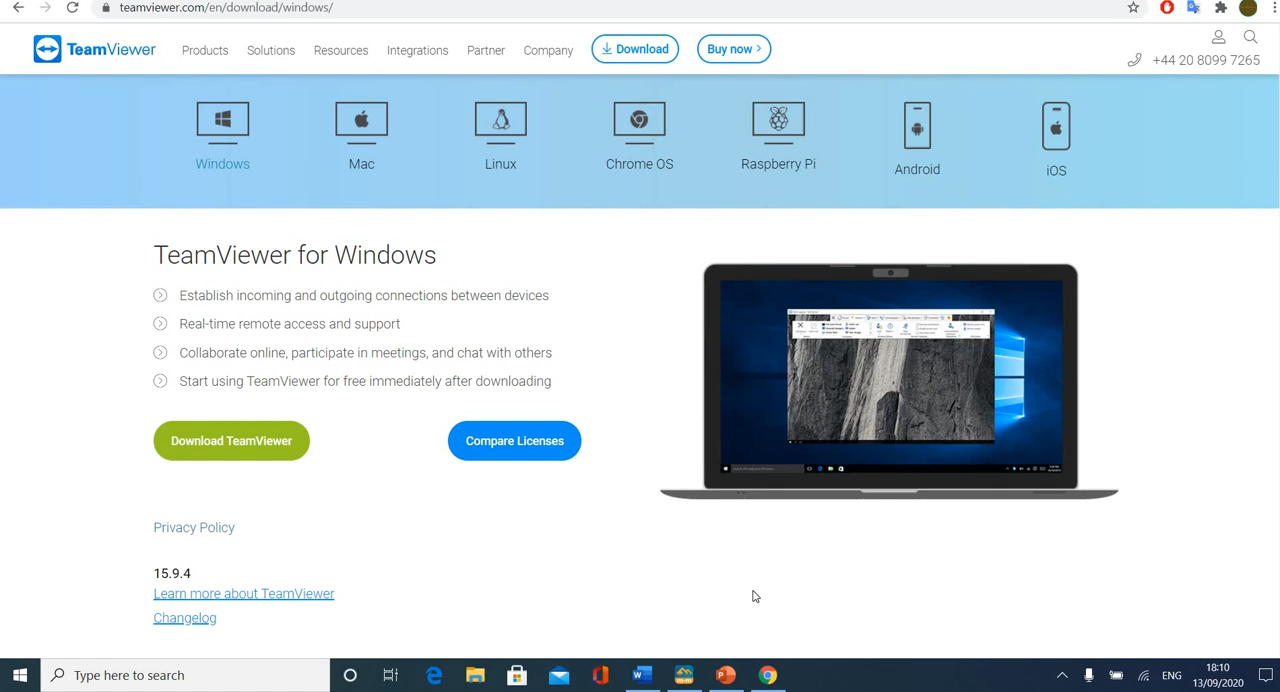 teamviewer.com/en/download/windows/
TeamViewer
Products Solutions Resources Integrations Partner Company Download Buy now
+44 20 8099 7265
Windows Mac Linux Chrome OS Raspberry Pi Android iOS
TeamViewer for Windows
Establish incoming and outgoing connections between devices
Real-time remote access and support
Collaborate online, participate in meetings, and chat with others
Start using TeamViewer for free immediately after downloading
Download TeamViewer Compare Licenses
Privacy Policy
15.9.4
Learn more about TeamViewer
Changelog
Type here to search
ENG
18:10
13/09/2020